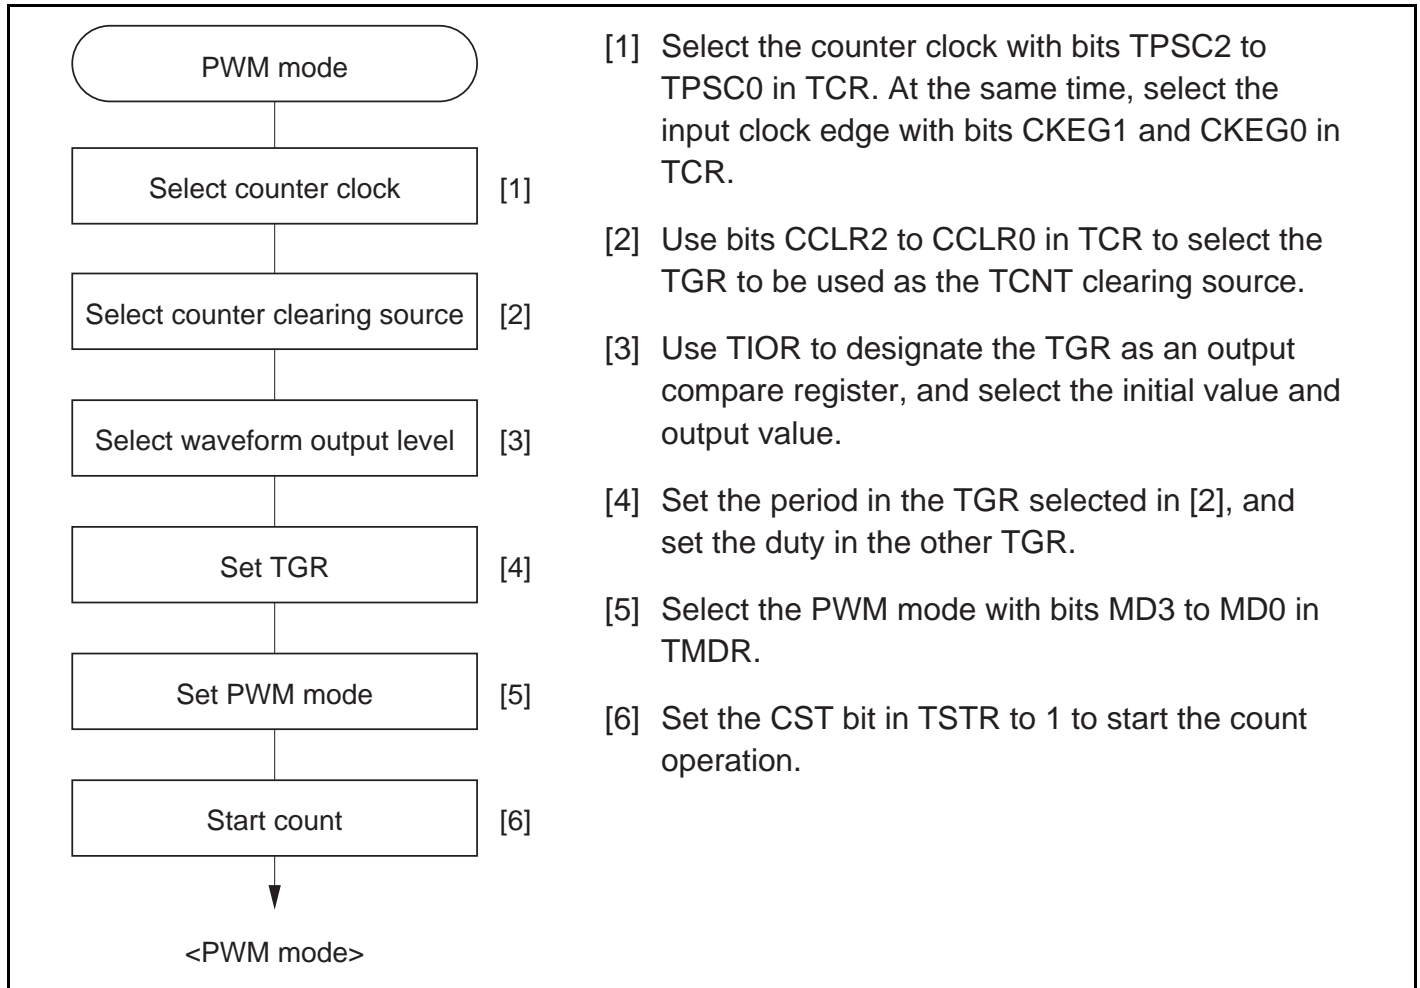 PWM mode
Select counter clock [1]
Select counter clearing source [2]
Select waveform output level [3]
Set TGR [4]
Set PWM mode [5]
Start count [6]
<PWM mode>
[1] Select the counter clock with bits TPSC2 to
TPSC0 in TCR. At the same time, select the
input clock edge with bits CKEG1 and CKEG0 in
TCR.
[2] Use bits CCLR2 to CCLR0 in TCR to select the
TGR to be used as the TCNT clearing source.
[3] Use TIOR to designate the TGR as an output
compare register, and select the initial value and
output value.
[4] Set the period in the TGR selected in [2], and
set the duty in the other TGR.
[5] Select the PWM mode with bits MD3 to MD0 in
TMDR.
[6] Set the CST bit in TSTR to 1 to start the count
operation.